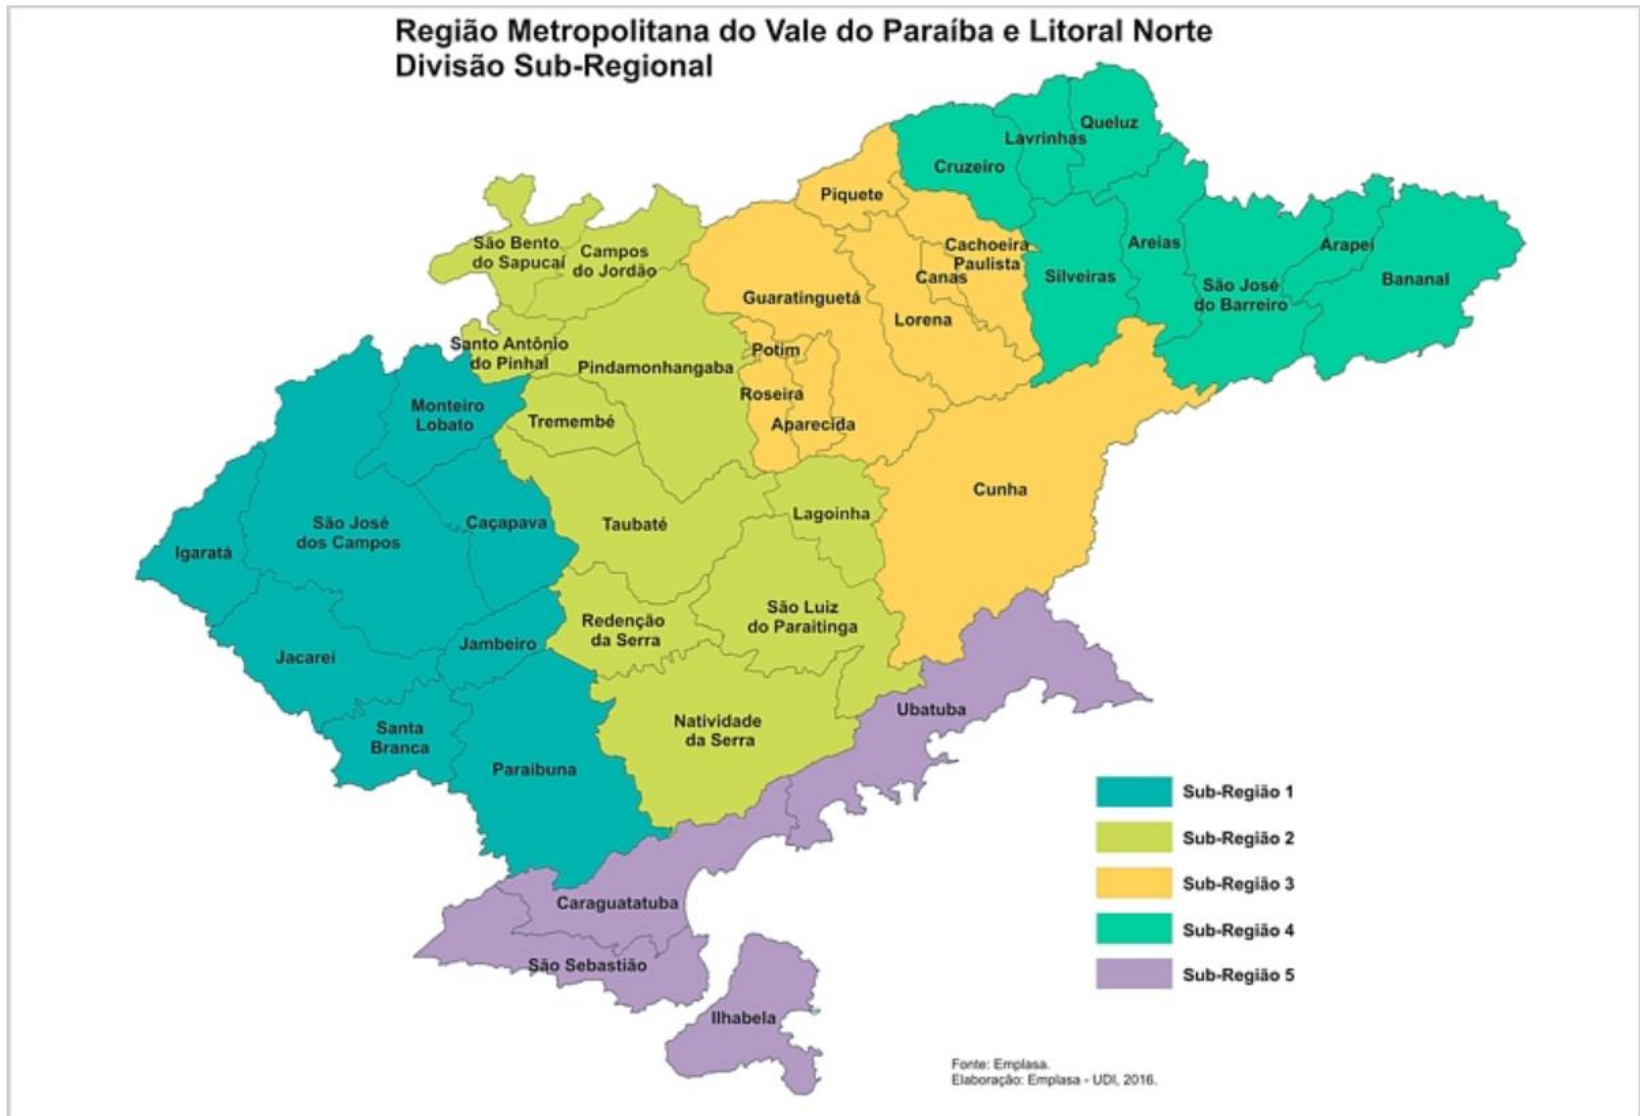 Região Metropolitana do Vale do Paraíba e Litoral Norte
Divisão Sub-Regional
Queluz
Lavrinhas
Cruzeiro
Piquete
São Bento
do Sapucaí
Campos
do Jordão
Cachoeira
Paulista
Canas
Silveiras
Areias
São José
do Barreiro
Arapeí
Bananal
Guaratinguetá
Lorena
Santo Antônio
do Pinhal
Pindamonhangaba
Potim
Roseira
Aparecida
Monteiro
Lobato
Tremembé
Cunha
Igaratá
São José
dos Campos
Caçapava
Taubaté
Lagoinha
Redenção
da Serra
São Luiz
do Paraitinga
Jacareí
Jambeiro
Santa
Branca
Paraibuna
Natividade
da Serra
Ubatuba
Caraguatatuba
São Sebastião
Ilhabela
Sub-Região 1
Sub-Região 2
Sub-Região 3
Sub-Região 4
Sub-Região 5
Fonte: Emplasa.
Elaboração: Emplasa - UDI, 2016.